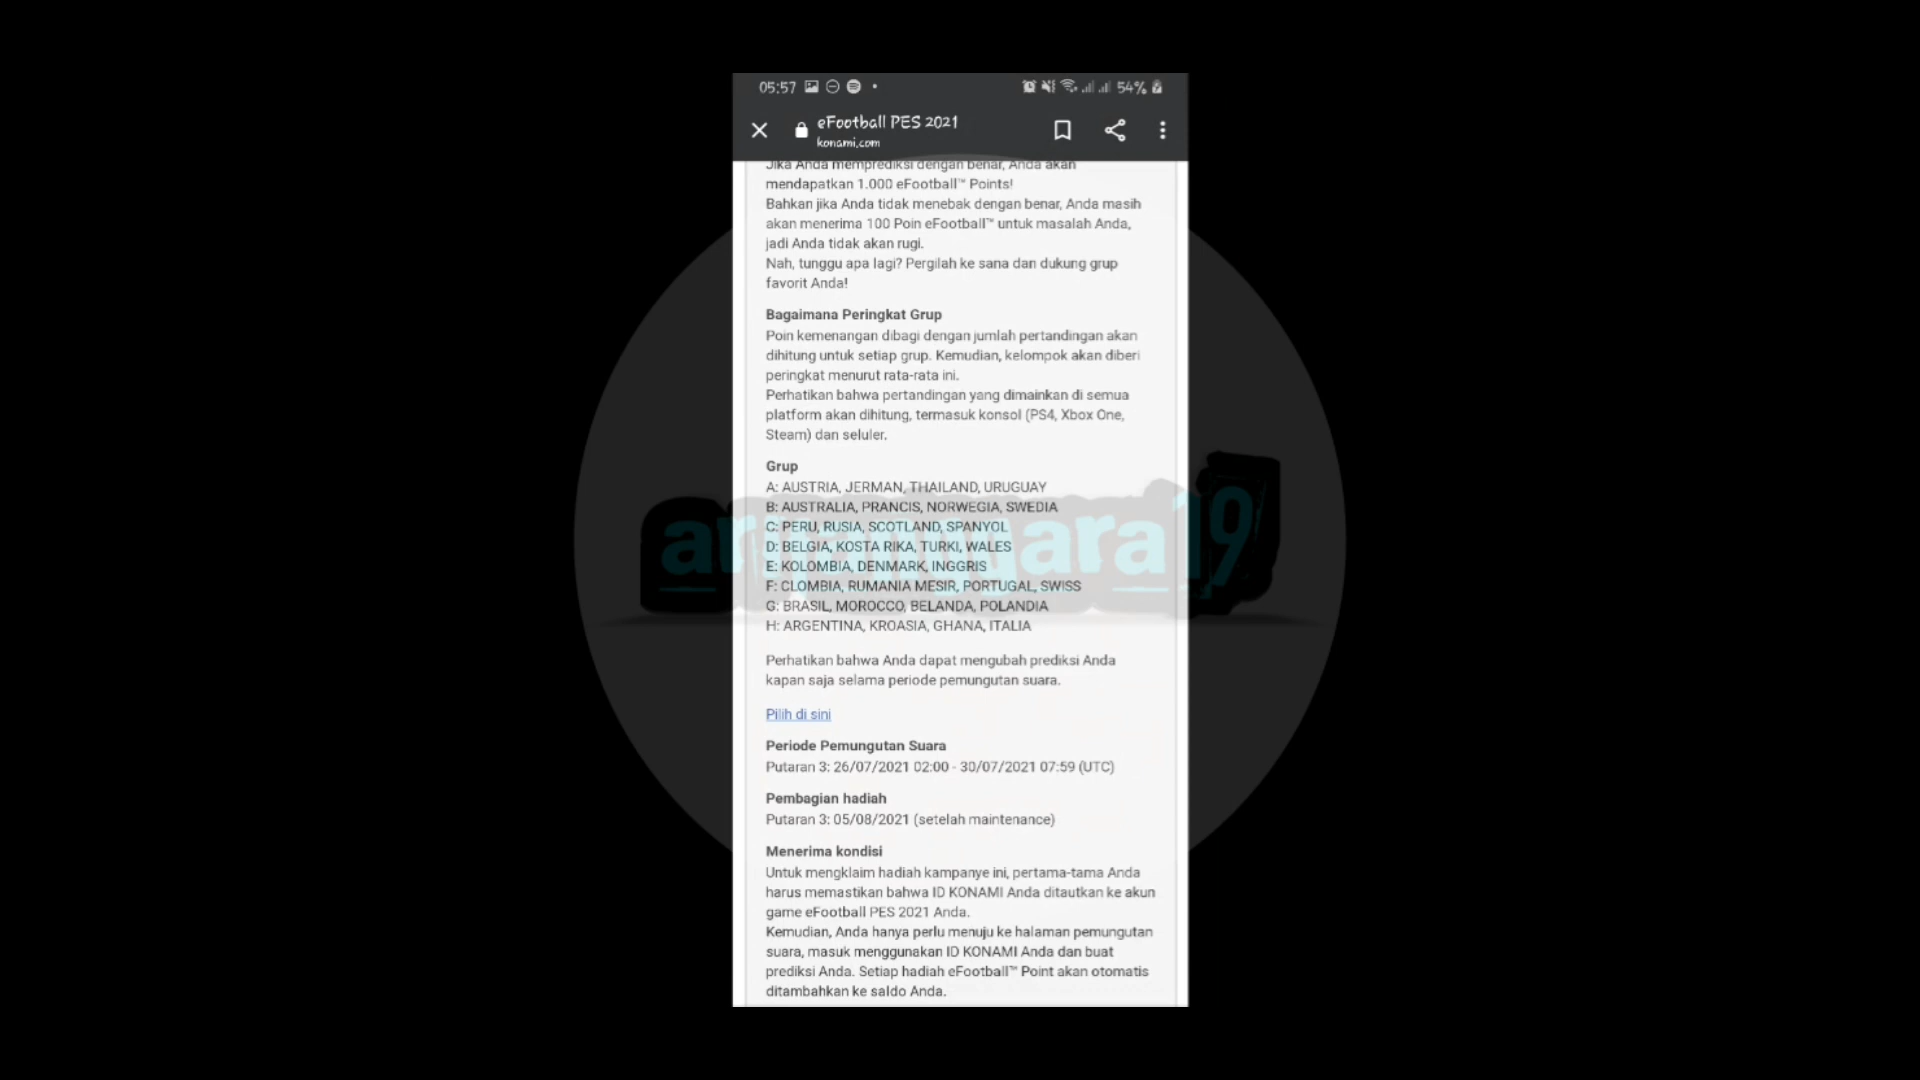 05:57
54%
eFootball PES 2021
konami.com
Jika Anda memprediksi dengan benar, Anda akan
mendapatkan 1.000 eFootball™ Points!
Bahkan jika Anda tidak menebak dengan benar, Anda masih
akan menerima 100 Poin eFootball™ untuk masalah Anda,
jadi Anda tidak akan rugi.
Nah, tunggu apa lagi? Pergilah ke sana dan dukung grup
favorit Anda!
Bagaimana Peringkat Grup
Poin kemenangan dibagi dengan jumlah pertandingan akan
dihitung untuk setiap grup. Kemudian, kelompok akan diberi
peringkat menurut rata-rata ini.
Perhatikan bahwa pertandingan yang dimainkan di semua
platform akan dihitung, termasuk konsol (PS4, Xbox One,
Steam) dan seluler.
Grup
A: AUSTRIA, JERMAN, THAILAND, URUGUAY
B: AUSTRALIA, PRANCIS, NORWEGIA, SWEDIA
C: PERU, RUSIA, SCOTLAND, SPANYOL
D: BELGIA, KOSTA RIKA, TURKI, WALES
E: KOLOMBIA, DENMARK, INGGRIS
F: CLOMBIA, RUMANIA MESIR, PORTUGAL, SWISS
G: BRASIL, MOROCCO, BELANDA, POLANDIA
H: ARGENTINA, KROASIA, GHANA, ITALIA
Perhatikan bahwa Anda dapat mengubah prediksi Anda
kapan saja selama periode pemungutan suara.
Pilih di sini
Periode Pemungutan Suara
Putaran 3: 26/07/2021 02:00 - 30/07/2021 07:59 (UTC)
Pembagian hadiah
Putaran 3: 05/08/2021 (setelah maintenance)
Menerima kondisi
Untuk mengklaim hadiah kampanye ini, pertama-tama Anda
harus memastikan bahwa ID KONAMI Anda ditautkan ke akun
game eFootball PES 2021 Anda.
Kemudian, Anda hanya perlu menuju ke halaman pemungutan
suara, masuk menggunakan ID KONAMI Anda dan buat
prediksi Anda. Setiap hadiah eFootball™ Point akan otomatis
ditambahkan ke saldo Anda.